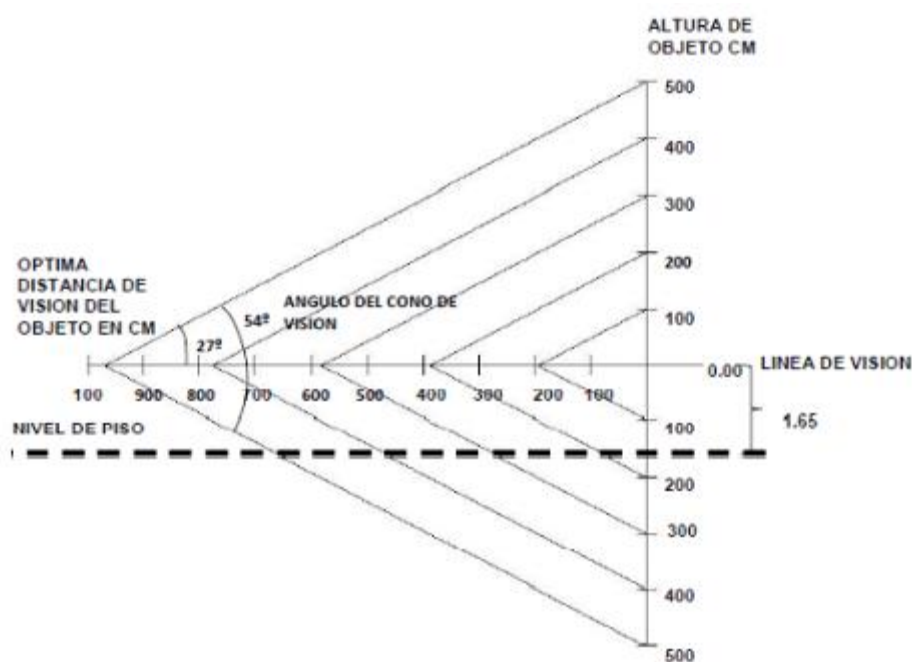 ALTURA DE
OBJETO CM
500
400
300
200
100
OPTIMA
DISTANCIA DE
VISION DEL
OBJETO EN CM
54º
ANGULO DEL CONO DE
VISION
27º
0.00
LINEA DE VISION
100 900 800 700 600 500 400 390 200 160
100
1.65
NIVEL DE PISO
200
300
400
500